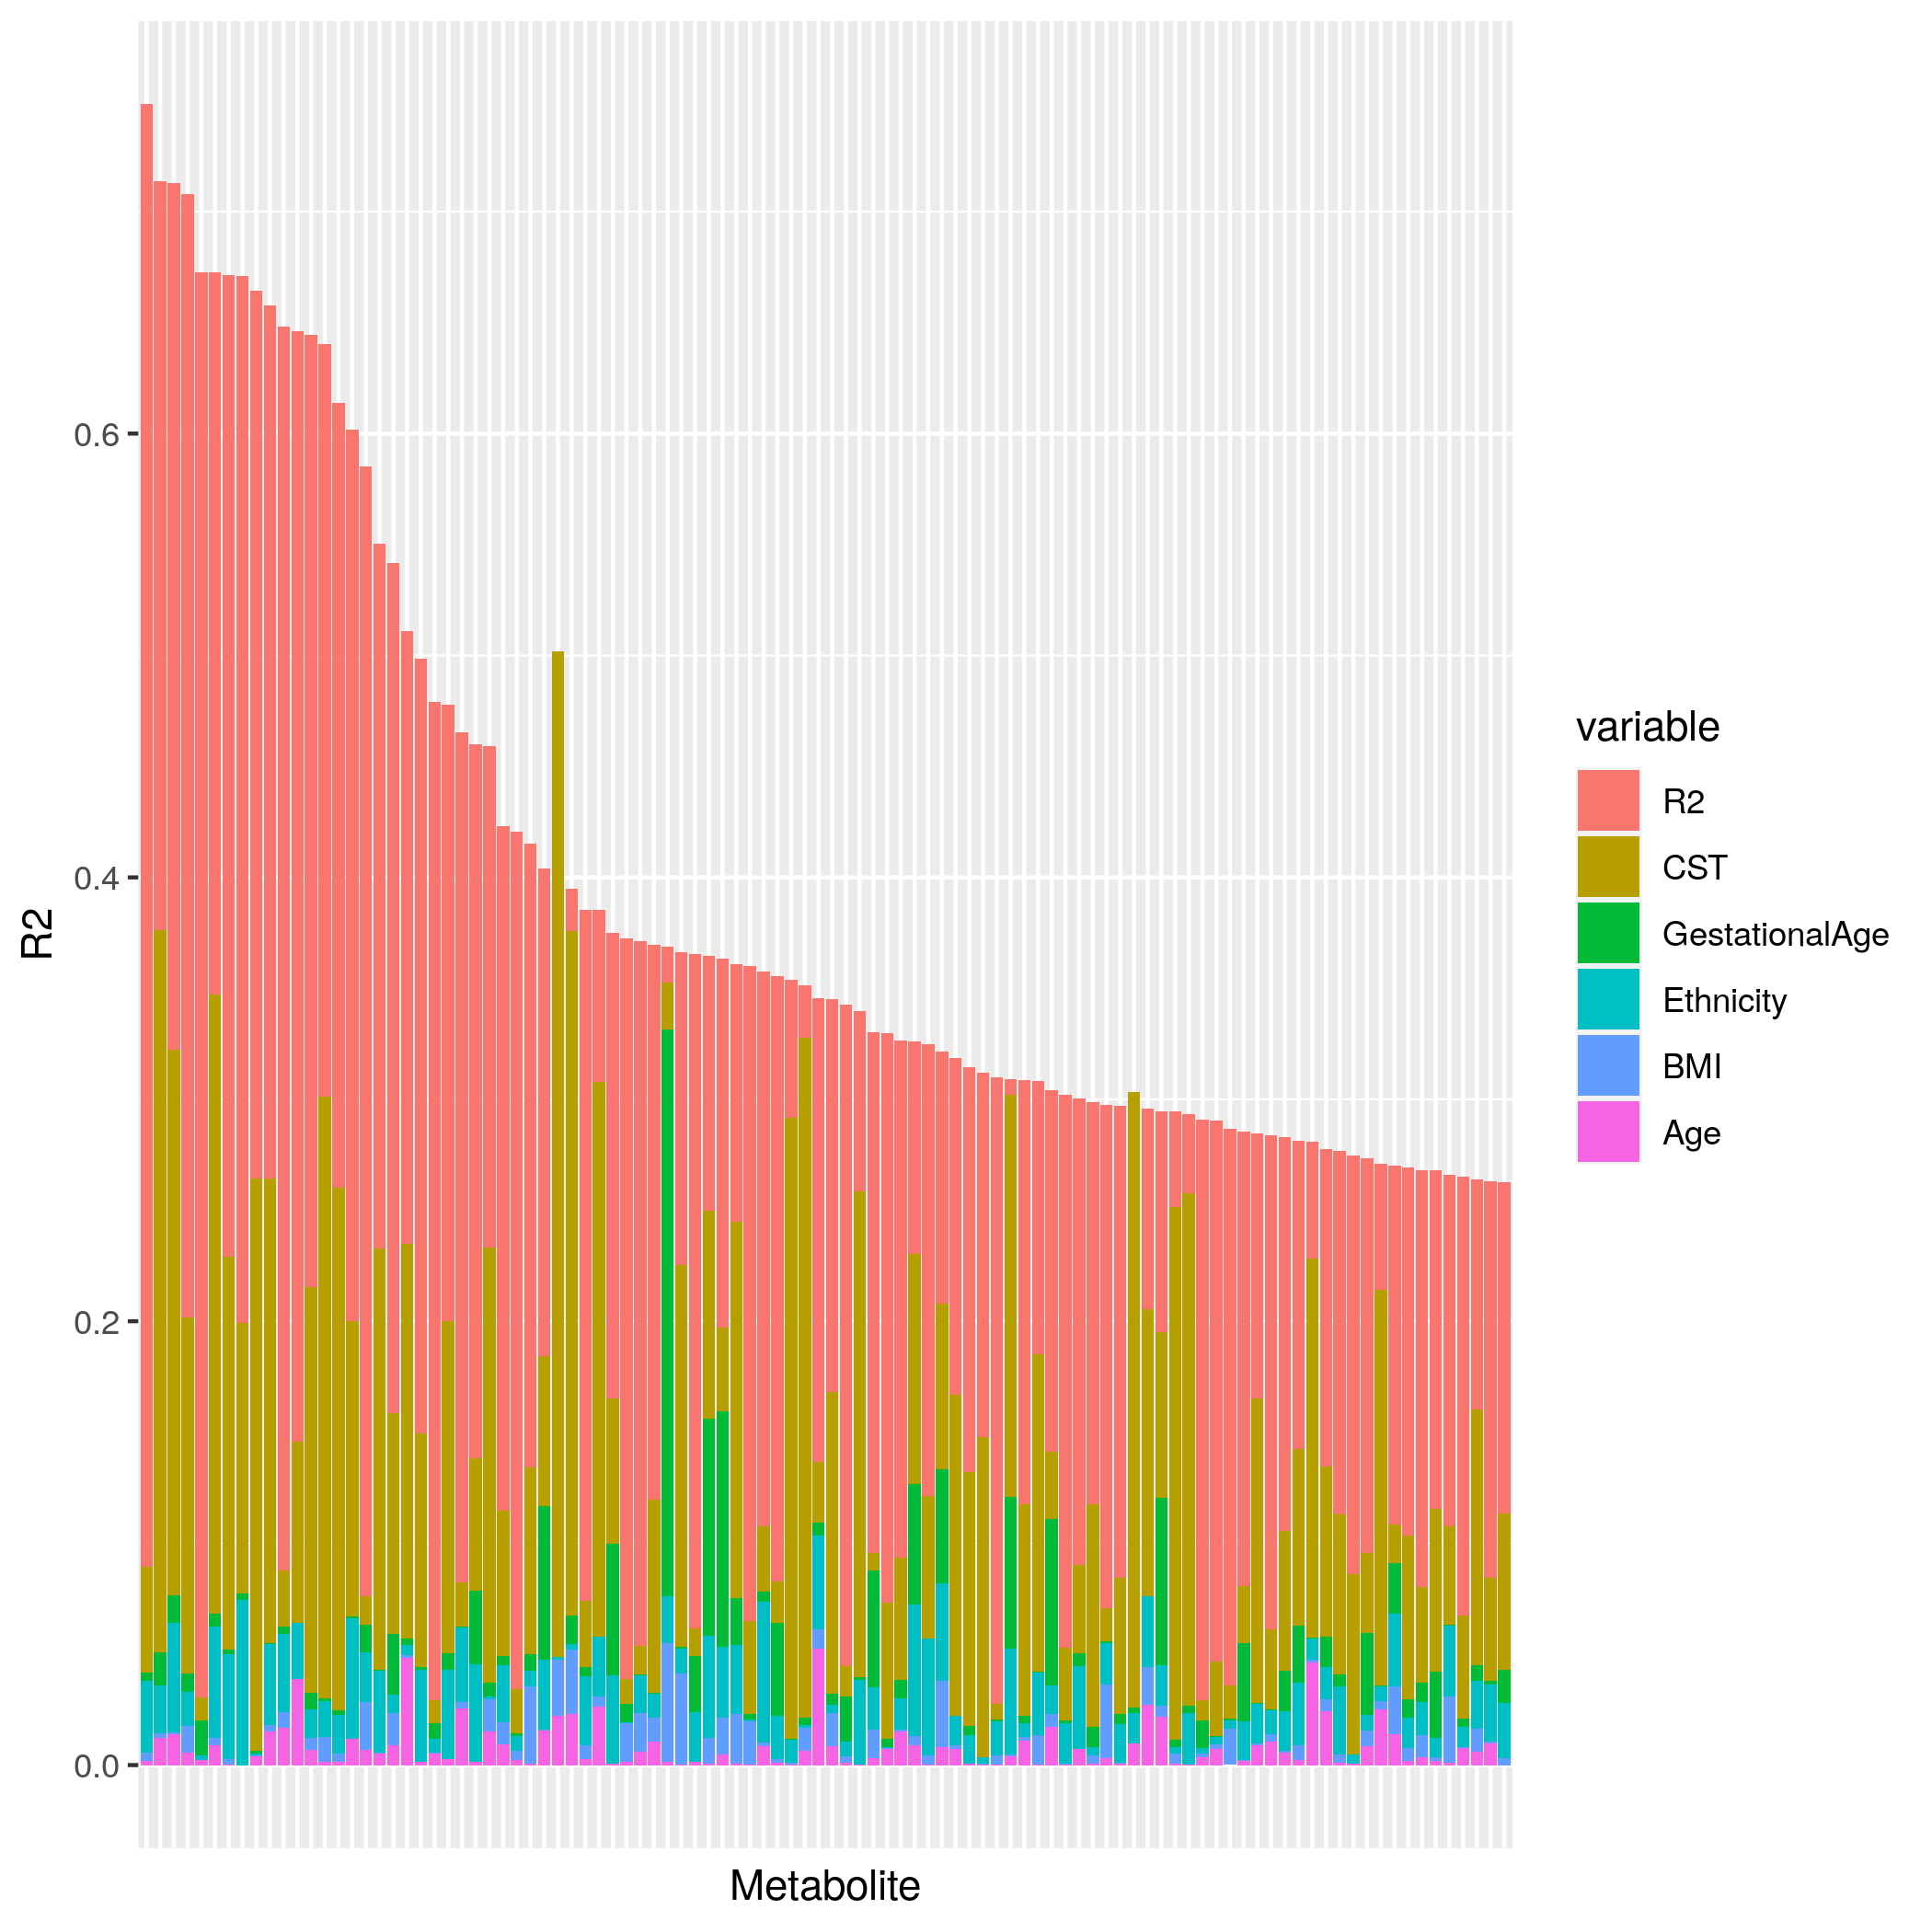 R2
0.6
0.4
0.2
0.0
Metabolite
variable
R2
CST
GestationalAge
Ethnicity
BMI
Age